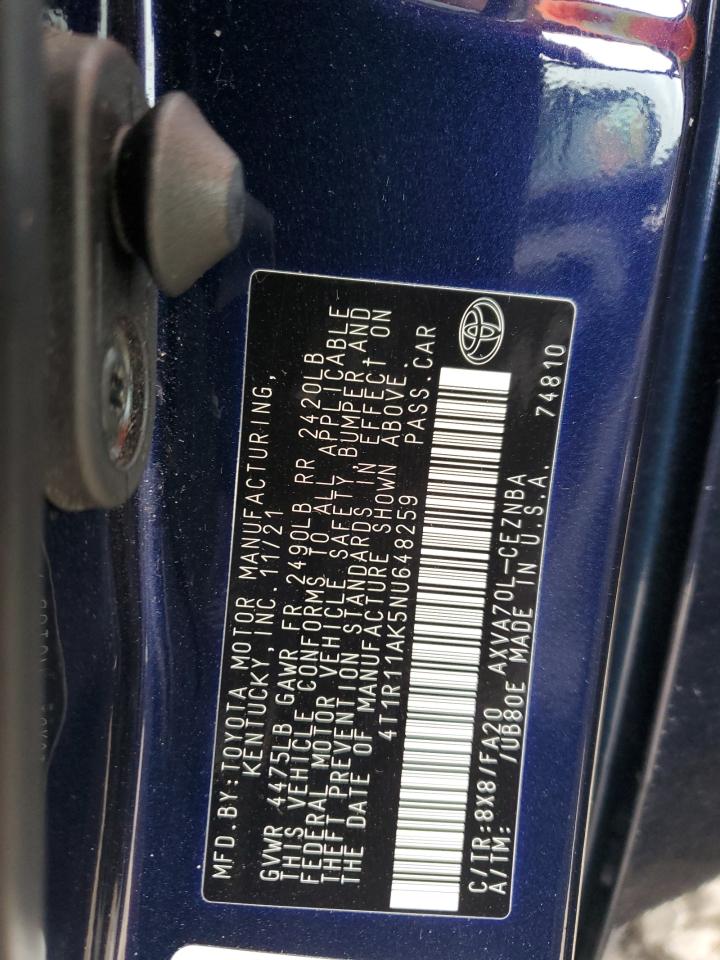 MFD.BY:TOYOTA MOTOR MANUFACTURING,
KENTUCKY,INC. 11/21
GVWR 4475LB GAWR FR 2490LB RR 2420LB
THIS VEHICLE CONFORMS TO ALL APPLICABLE
FEDERAL MOTOR VEHICLE SAFETY, BUMPER AND
THEFT PREVENTION STANDARDS IN EFFECT ON
THE DATE OF MANUFACTURE SHOWN ABOVE.
4T1R11AK5NU648259 PASS.CAR
C/TR:8X8/FA20 AXVA70L-CEZNBA
A/TM: /UB80E MADE IN U.S.A. 74810